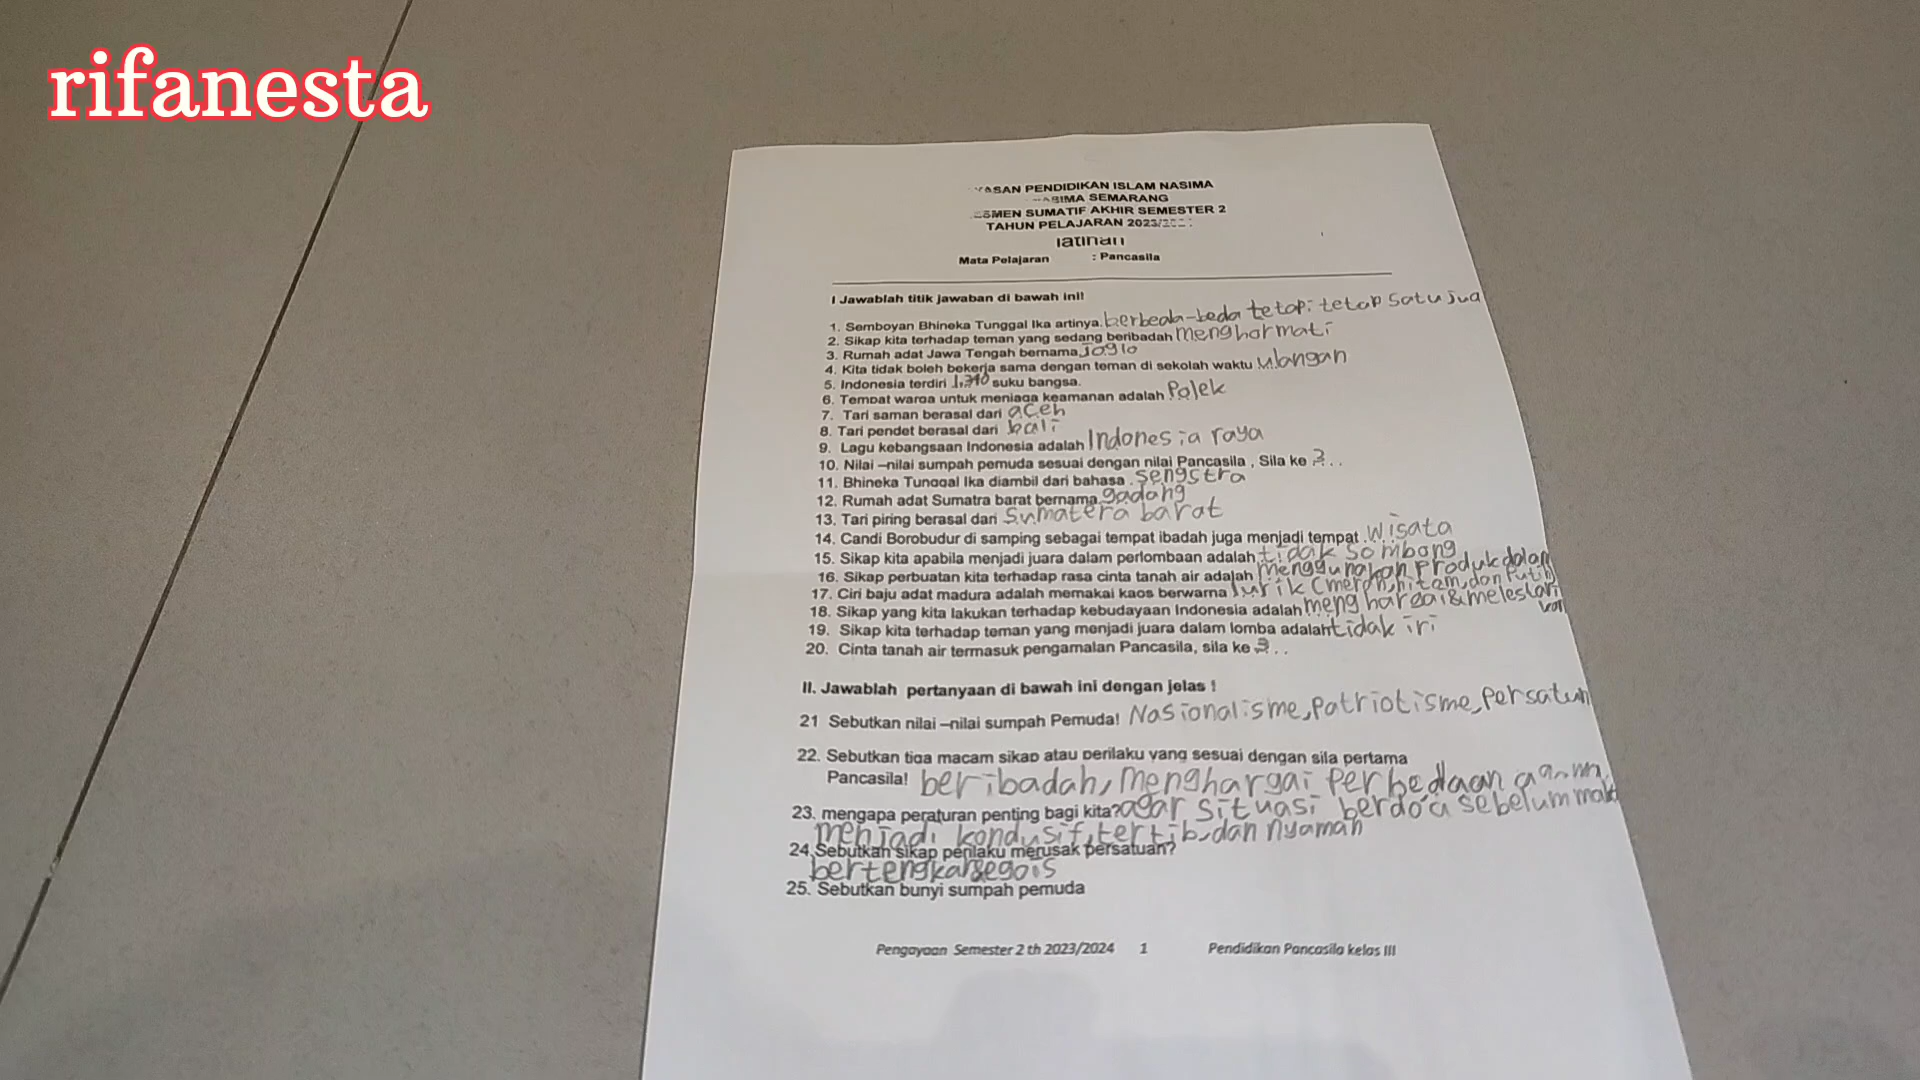 rifanesta
YASAN PENDIDIKAN ISLAM NASIMA
NASIMA SEMARANG
SMEN SUMATIF AKHIR SEMESTER 2
TAHUN PELAJARAN 2023/
latihan
Mata Pelajaran : Pancasila
I Jawablah titik jawaban di bawah ini!
1. Semboyan Bhineka Tunggal Ika artinya. berbeda-beda tetapi tetap satu jua
2. Sikap kita terhadap teman yang sedang beribadah menghormati
3. Rumah adat Jawa Tengah bernama joglo
4. Kita tidak boleh bekerja sama dengan teman di sekolah waktu ulangan
5. Indonesia terdiri 1.340 suku bangsa.
6. Tempat warga untuk menjaga keamanan adalah Polek
7. Tari saman berasal dari aceh
8. Tari pendet berasal dari bali
9. Lagu kebangsaan Indonesia adalah Indonesia raya
10. Nilai –nilai sumpah pemuda sesuai dengan nilai Pancasila , Sila ke 3...
11. Bhineka Tunggal Ika diambil dari bahasa . sengstra
12. Rumah adat Sumatra barat bernama gadang
13. Tari piring berasal dari Sumatera barat
14. Candi Borobudur di samping sebagai tempat ibadah juga menjadi tempat . wisata
15. Sikap kita apabila menjadi juara dalam perlombaan adalah tidak sombong
16. Sikap perbuatan kita terhadap rasa cinta tanah air adalah menggunakan produk dalam
17. Ciri baju adat madura adalah memakai kaos berwarna lurik (merah, hitam, dan Putih
18. Sikap yang kita lakukan terhadap kebudayaan Indonesia adalah menghargai & melestari
kan
19. Sikap kita terhadap teman yang menjadi juara dalam lomba adalah tidak iri
20. Cinta tanah air termasuk pengamalan Pancasila, sila ke 3...
II. Jawablah pertanyaan di bawah ini dengan jelas !
21 Sebutkan nilai –nilai sumpah Pemuda! Nasionalisme, Patriotisme, Persatun
22. Sebutkan tiga macam sikap atau perilaku yang sesuai dengan sila pertama
Pancasila! beribadah, menghargai perbedaan agama,
berdo'a sebelum
23. mengapa peraturan penting bagi kita? agar situasi
menjadi kondusif, tertib, dan nyaman
24. Sebutkan sikap perilaku merusak persatuan?
bertengkar, egois
25. Sebutkan bunyi sumpah pemuda
Pengayaan Semester 2 th 2023/2024 1 Pendidikan Pancasila kelas III